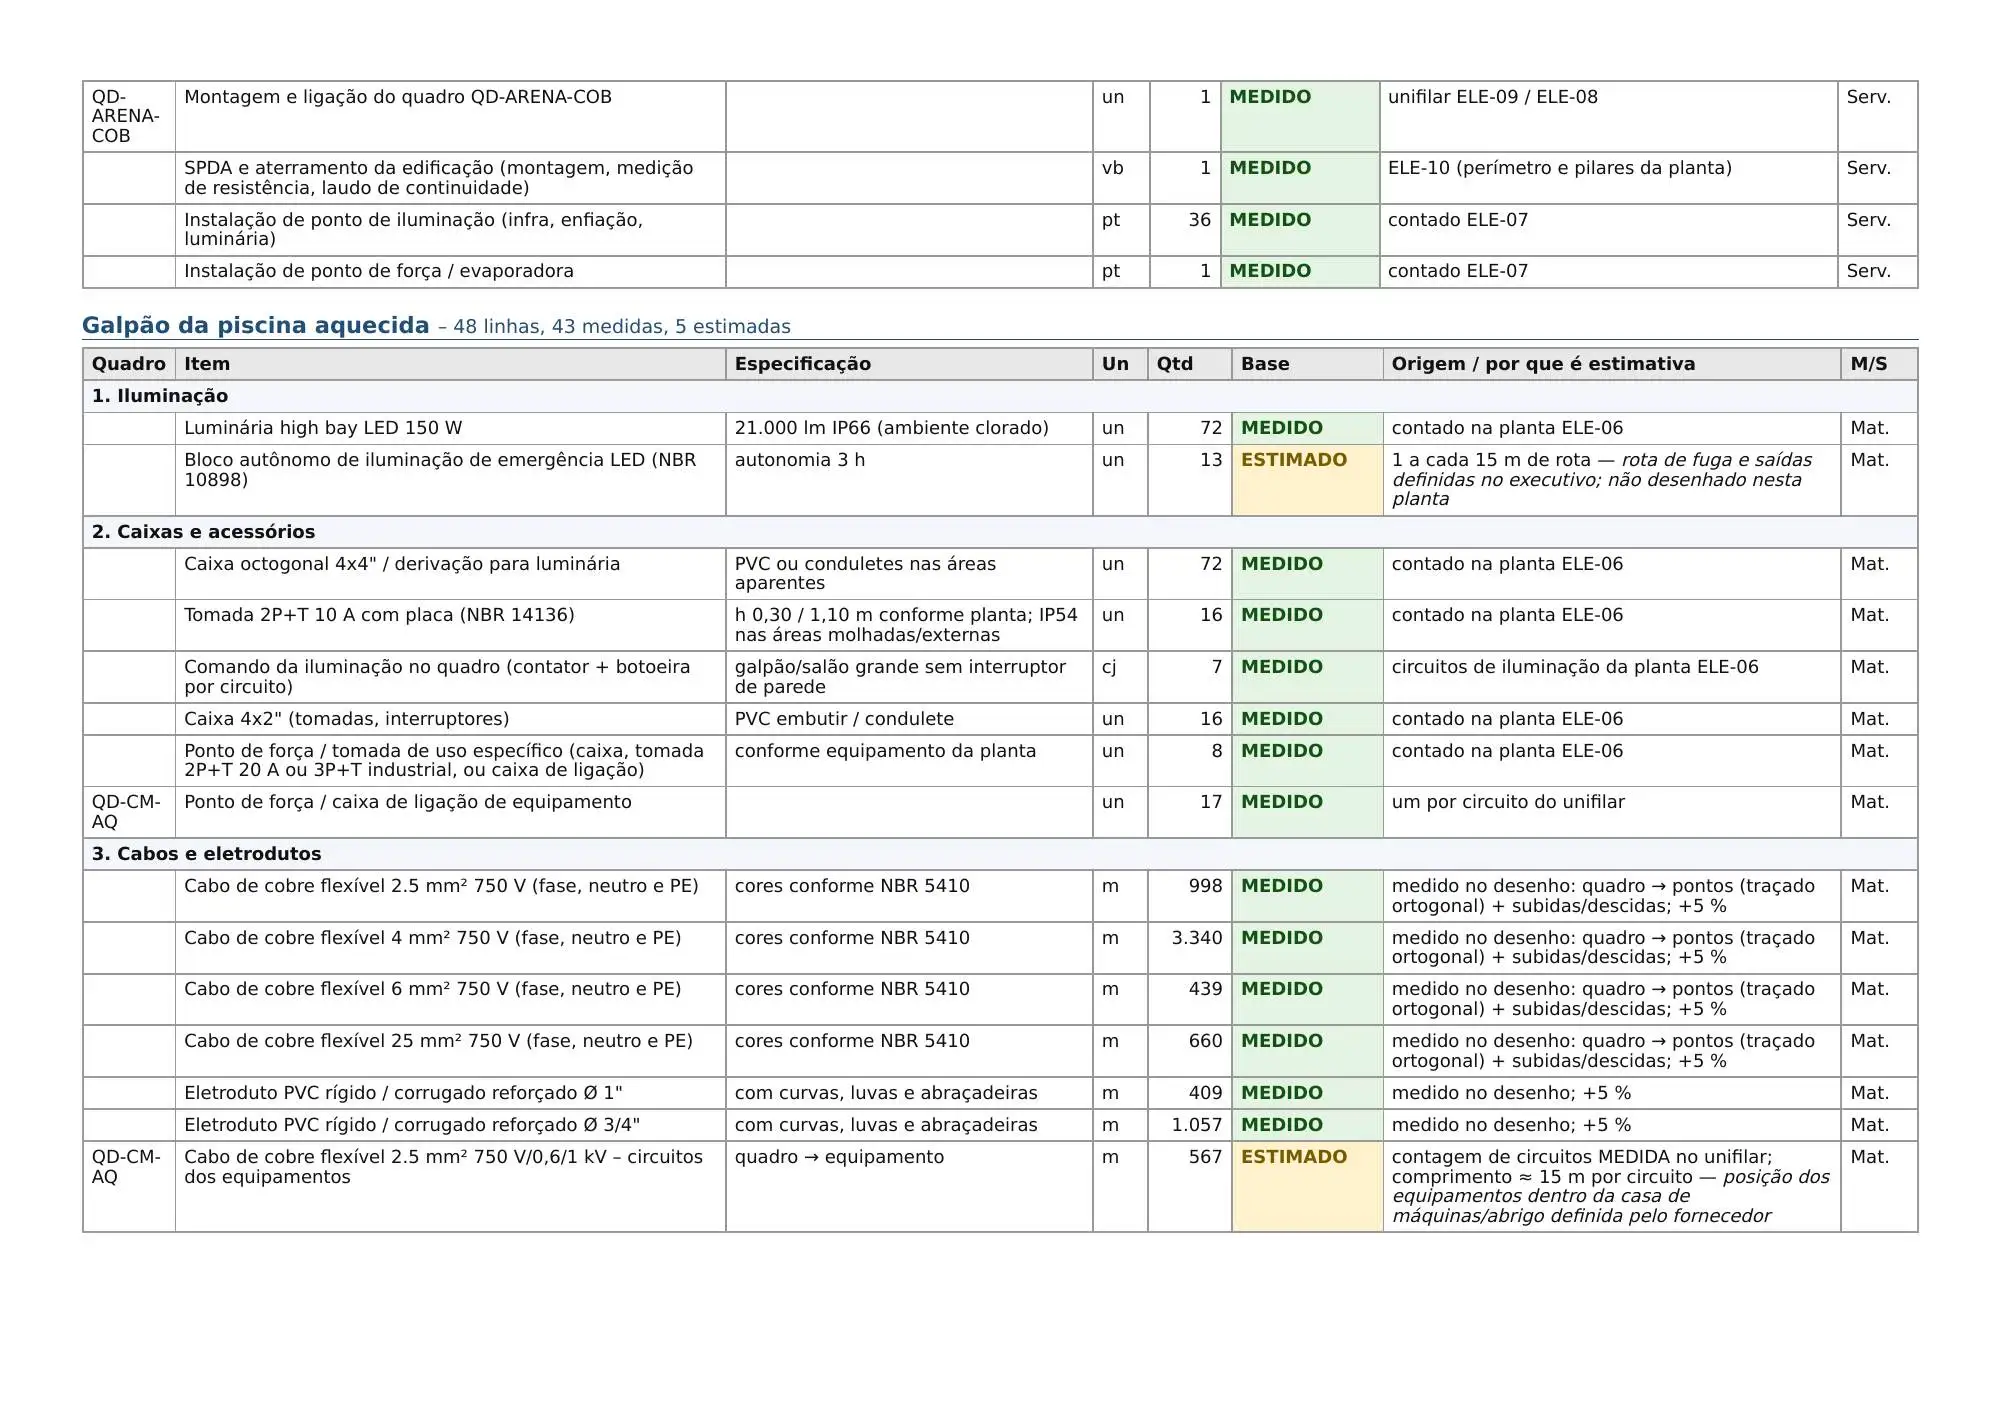 QD-ARENA-COB Montagem e ligação do quadro QD-ARENA-COB un 1 MEDIDO unifilar ELE-09 / ELE-08 Serv.
SPDA e aterramento da edificação (montagem, medição de resistência, laudo de continuidade) vb 1 MEDIDO ELE-10 (perímetro e pilares da planta) Serv.
Instalação de ponto de iluminação (infra, enfiação, luminária) pt 36 MEDIDO contado ELE-07 Serv.
Instalação de ponto de força / evaporadora pt 1 MEDIDO contado ELE-07 Serv.
Galpão da piscina aquecida – 48 linhas, 43 medidas, 5 estimadas
Quadro Item Especificação Un Qtd Base Origem / por que é estimativa M/S
1. Iluminação
Luminária high bay LED 150 W 21.000 lm IP66 (ambiente clorado) un 72 MEDIDO contado na planta ELE-06 Mat.
Bloco autônomo de iluminação de emergência LED (NBR 10898) autonomia 3 h un 13 ESTIMADO 1 a cada 15 m de rota — rota de fuga e saídas definidas no executivo; não desenhado nesta planta Mat.
2. Caixas e acessórios
Caixa octogonal 4x4" / derivação para luminária PVC ou conduletes nas áreas aparentes un 72 MEDIDO contado na planta ELE-06 Mat.
Tomada 2P+T 10 A com placa (NBR 14136) h 0,30 / 1,10 m conforme planta; IP54 nas áreas molhadas/externas un 16 MEDIDO contado na planta ELE-06 Mat.
Comando da iluminação no quadro (contator + botoeira por circuito) galpão/salão grande sem interruptor de parede cj 7 MEDIDO circuitos de iluminação da planta ELE-06 Mat.
Caixa 4x2" (tomadas, interruptores) PVC embutir / condulete un 16 MEDIDO contado na planta ELE-06 Mat.
Ponto de força / tomada de uso específico (caixa, tomada 2P+T 20 A ou 3P+T industrial, ou caixa de ligação) conforme equipamento da planta un 8 MEDIDO contado na planta ELE-06 Mat.
QD-CM-AQ Ponto de força / caixa de ligação de equipamento un 17 MEDIDO um por circuito do unifilar Mat.
3. Cabos e eletrodutos
Cabo de cobre flexível 2.5 mm² 750 V (fase, neutro e PE) cores conforme NBR 5410 m 998 MEDIDO medido no desenho: quadro → pontos (traçado ortogonal) + subidas/descidas; +5 % Mat.
Cabo de cobre flexível 4 mm² 750 V (fase, neutro e PE) cores conforme NBR 5410 m 3.340 MEDIDO medido no desenho: quadro → pontos (traçado ortogonal) + subidas/descidas; +5 % Mat.
Cabo de cobre flexível 6 mm² 750 V (fase, neutro e PE) cores conforme NBR 5410 m 439 MEDIDO medido no desenho: quadro → pontos (traçado ortogonal) + subidas/descidas; +5 % Mat.
Cabo de cobre flexível 25 mm² 750 V (fase, neutro e PE) cores conforme NBR 5410 m 660 MEDIDO medido no desenho: quadro → pontos (traçado ortogonal) + subidas/descidas; +5 % Mat.
Eletroduto PVC rígido / corrugado reforçado Ø 1" com curvas, luvas e abraçadeiras m 409 MEDIDO medido no desenho; +5 % Mat.
Eletroduto PVC rígido / corrugado reforçado Ø 3/4" com curvas, luvas e abraçadeiras m 1.057 MEDIDO medido no desenho; +5 % Mat.
QD-CM-AQ Cabo de cobre flexível 2.5 mm² 750 V/0,6/1 kV – circuitos dos equipamentos quadro → equipamento m 567 ESTIMADO contagem de circuitos MEDIDA no unifilar; comprimento ≈ 15 m por circuito — posição dos equipamentos dentro da casa de máquinas/abrigo definida pelo fornecedor Mat.